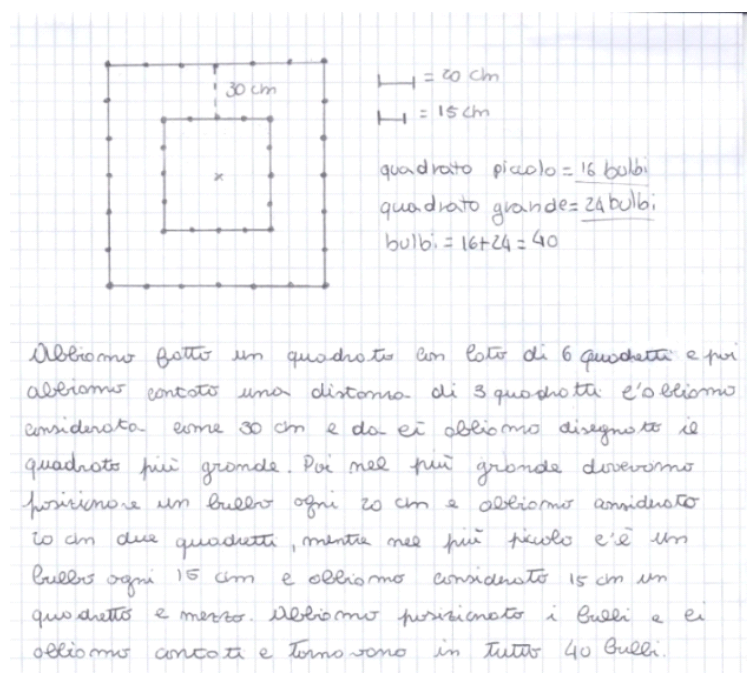 30 cm
= 20 cm
= 15 cm
quadrato piccolo = 16 bulbi
quadrato grande = 24 bulbi
bulbi = 16+24 = 40
Abbiamo fatto un quadrato con lato di 6 quadretti e poi
abbiamo contato una distanza di 3 quadretti e l'abbiamo
considerata come 30 cm e da lì abbiamo disegnato il
quadrato più grande. Poi nel più grande dovevamo
posizionare un bulbo ogni 20 cm e abbiamo considerato
20 cm due quadretti, mentre nel più piccolo c'è un
bulbo ogni 15 cm e abbiamo considerato 15 cm un
quadretto e mezzo. Abbiamo posizionato i bulbi e li
abbiamo contati e tornavano in tutto 40 bulbi.